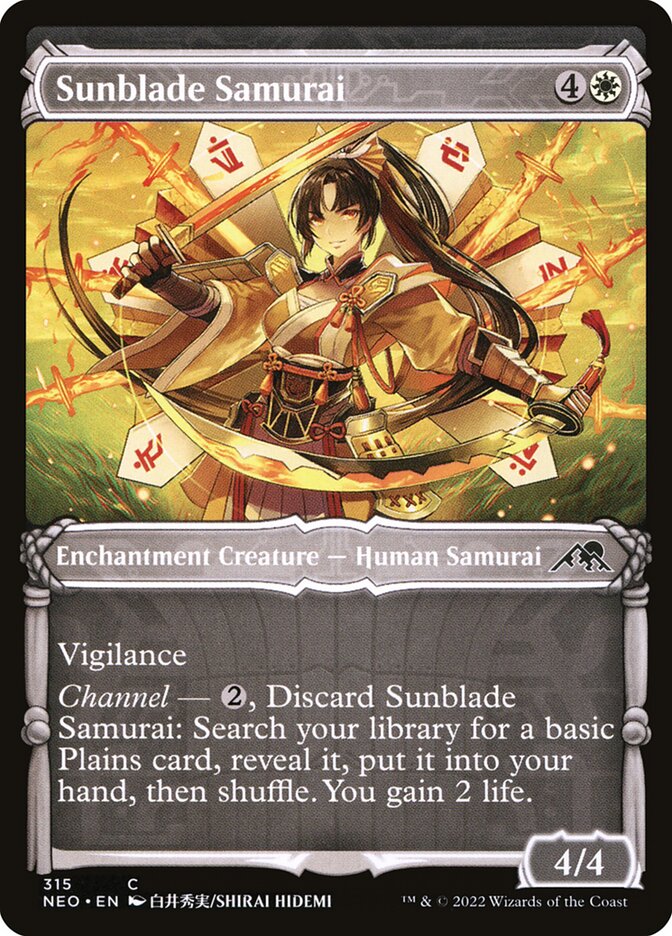 Sunblade Samurai 4
Enchantment Creature — Human Samurai
Vigilance
Channel — 2, Discard Sunblade
Samurai: Search your library for a basic
Plains card, reveal it, put it into your
hand, then shuffle. You gain 2 life.
4/4
315 C
NEO • EN 白井秀実/SHIRAI HIDEMI ™ & © 2022 Wizards of the Coast